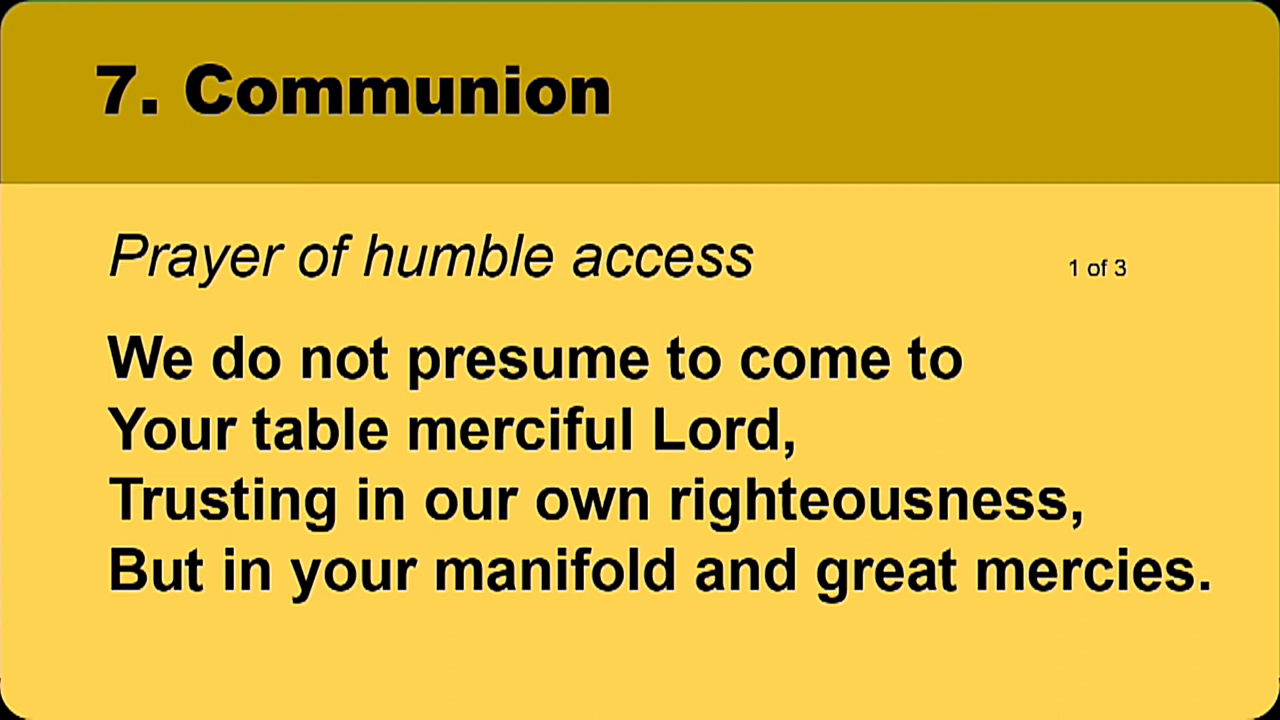 7. Communion
Prayer of humble access
1 of 3
We do not presume to come to
Your table merciful Lord,
Trusting in our own righteousness,
But in your manifold and great mercies.